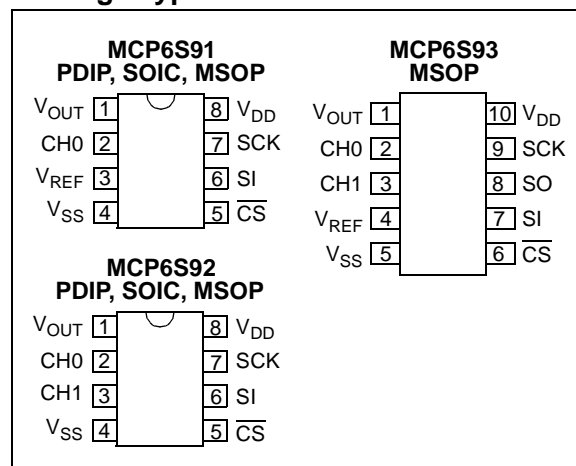 MCP6S91
PDIP, SOIC, MSOP
VOUT 1 8 VDD
CH0 2 7 SCK
VREF 3 6 SI
VSS 4 5 C̅S̅
MCP6S92
PDIP, SOIC, MSOP
VOUT 1 8 VDD
CH0 2 7 SCK
CH1 3 6 SI
VSS 4 5 C̅S̅
MCP6S93
MSOP
VOUT 1 10 VDD
CH0 2 9 SCK
CH1 3 8 SO
VREF 4 7 SI
VSS 5 6 C̅S̅